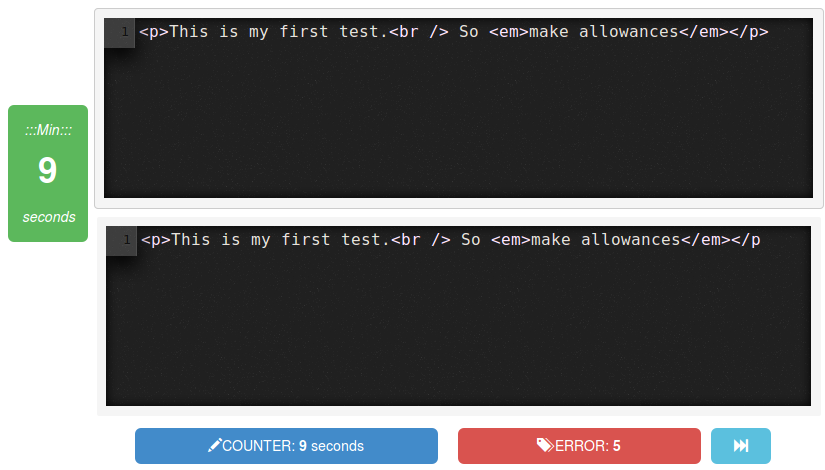 1 <p>This is my first test.<br /> So <em>make allowances</em></p>
:::Min:::
9
seconds
1 <p>This is my first test.<br /> So <em>make allowances</em></p
COUNTER: 9 seconds
ERROR: 5